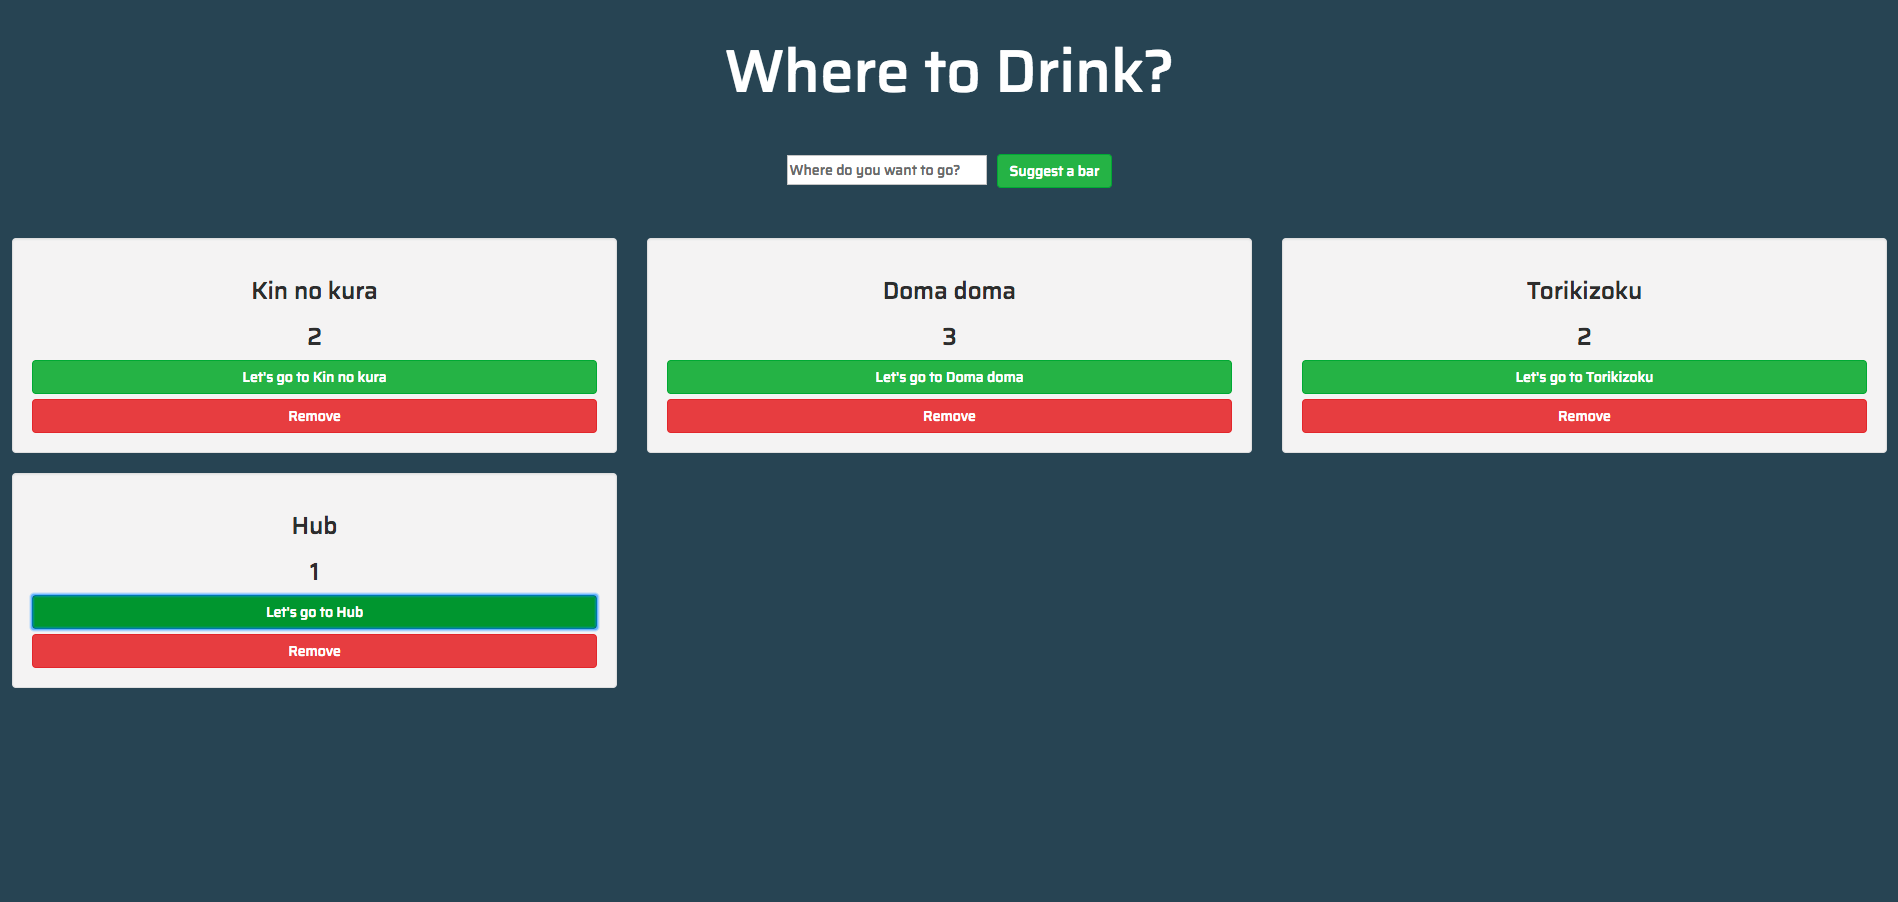 Where to Drink?
Where do you want to go?
Suggest a bar
Kin no kura
2
Let's go to Kin no kura
Remove
Doma doma
3
Let's go to Doma doma
Remove
Torikizoku
2
Let's go to Torikizoku
Remove
Hub
1
Let's go to Hub
Remove